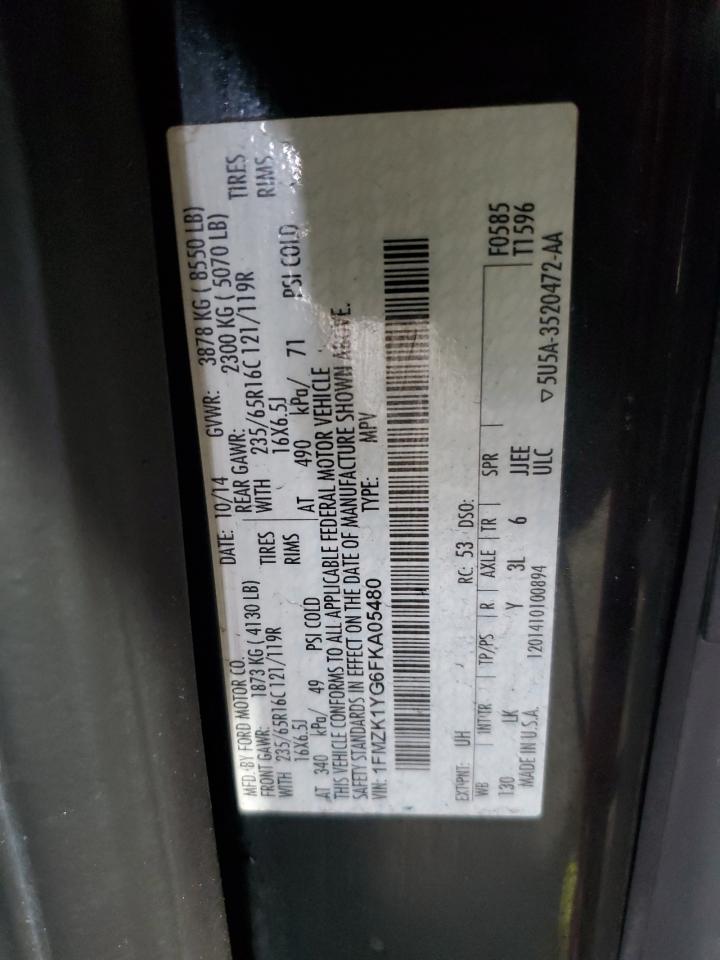 MFD. BY FORD MOTOR CO.
DATE: 10/14 GVWR: 3878 KG ( 8550 LB)
FRONT GAWR: 1873 KG ( 4130 LB) REAR GAWR: 2300 KG ( 5070 LB)
WITH 235/65R16C 121/119R TIRES WITH 235/65R16C 121/119R TIRES
16X6.5J RIMS 16X6.5J RIMS
AT 340 kPa/ 49 PSI COLD AT 490 kPa/ 71 PSI COLD
THIS VEHICLE CONFORMS TO ALL APPLICABLE FEDERAL MOTOR VEHICLE
SAFETY STANDARDS IN EFFECT ON THE DATE OF MANUFACTURE SHOWN ABOVE.
VIN: 1FMZK1YG6FKA05480 TYPE: MPV
EXT PNT: UH RC: 53 DSO:
WB INT TR TP/PS R AXLE TR SPR F0585
130 LK Y 3L 6 JJEE T1596
MADE IN U.S.A. 1201410100894 ULC ▽5U5A-3520472-AA